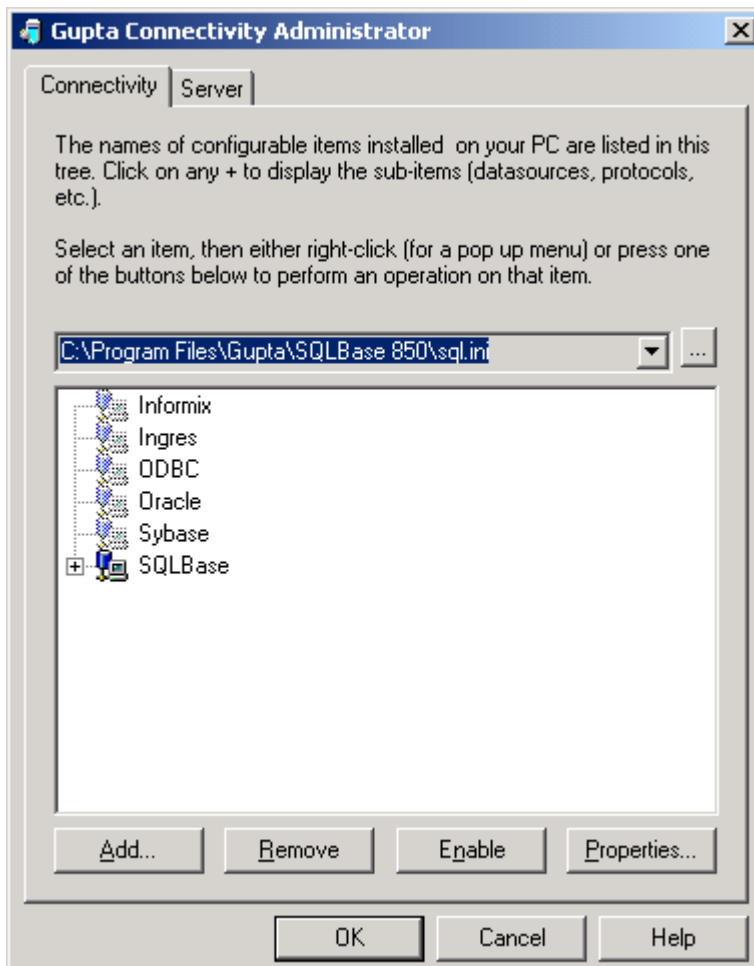 Gupta Connectivity Administrator
Connectivity
Server
The names of configurable items installed  on your PC are listed in this
tree. Click on any + to display the sub-items (datasources, protocols,
etc.).
Select an item, then either right-click (for a pop up menu) or press one
of the buttons below to perform an operation on that item.
C:\Program Files\Gupta\SQLBase 850\sql.ini
...
Informix
Ingres
ODBC
Oracle
Sybase
SQLBase
Add... Remove Enable Properties...
OK Cancel Help